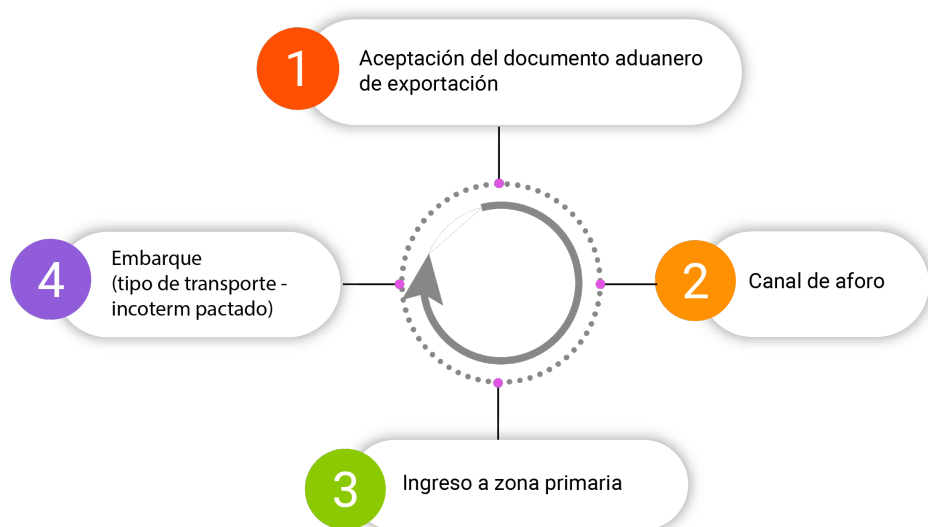 1
Aceptación del documento aduanero
de exportación
2
Canal de aforo
3
Ingreso a zona primaria
4
Embarque
(tipo de transporte -
incoterm pactado)